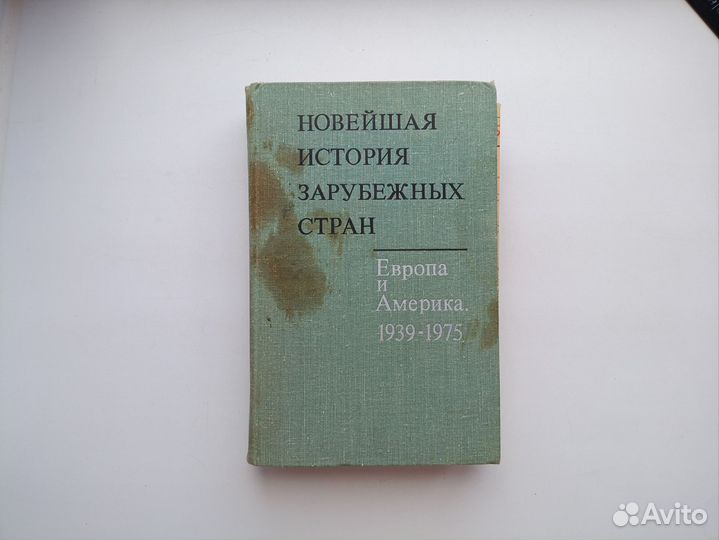 НОВЕЙШАЯ
ИСТОРИЯ
ЗАРУБЕЖНЫХ
СТРАН
Европа
и
Америка.
1939-1975
Avito